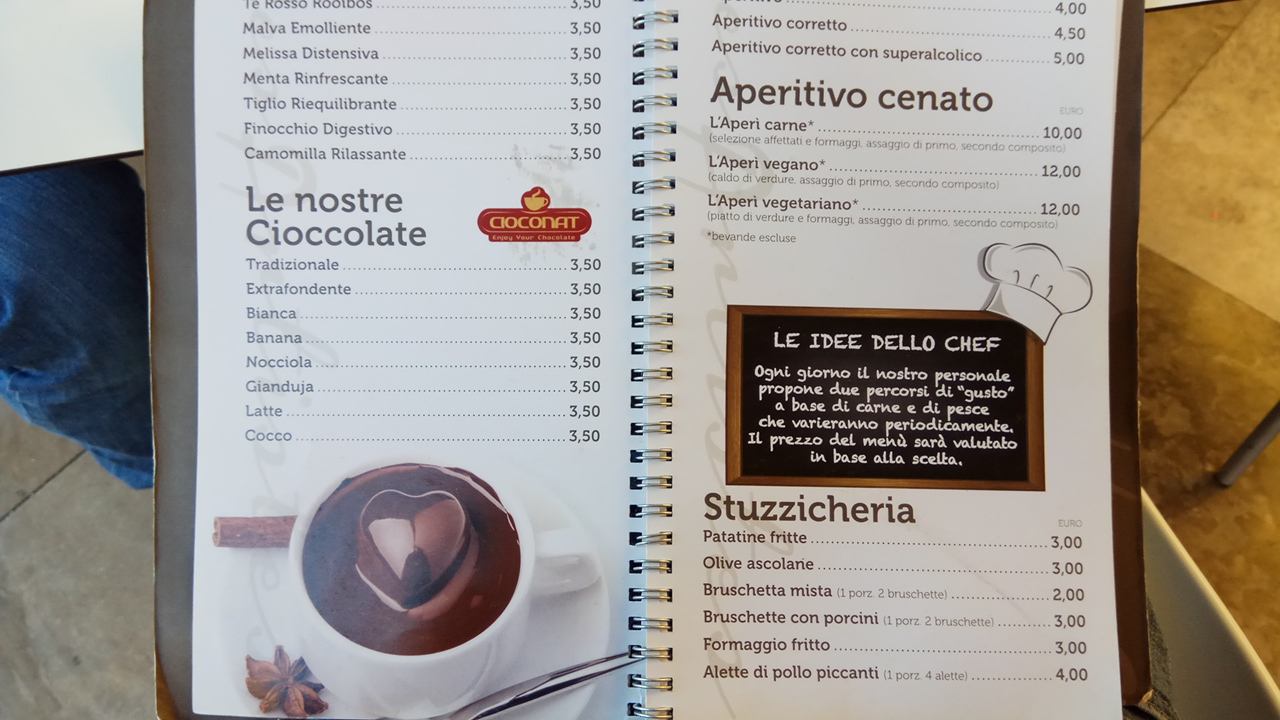 Te Rosso Rooibos 3,50
Malva Emolliente 3,50
Melissa Distensiva 3,50
Menta Rinfrescante 3,50
Tiglio Riequilibrante 3,50
Finocchio Digestivo 3,50
Camomilla Rilassante 3,50
Le nostre
Cioccolate
CIOCONAT
Enjoy Your Chocolate
Tradizionale 3,50
Extrafondente 3,50
Bianca 3,50
Banana 3,50
Nocciola 3,50
Gianduja 3,50
Latte 3,50
Cocco 3,50
4,00
Aperitivo corretto 4,50
Aperitivo corretto con superalcolico 5,00
Aperitivo cenato
EURO
L'Aperì carne* 10,00
(selezione affettati e formaggi, assaggio di primo, secondo composito)
L'Aperì vegano* 12,00
(caldo di verdure, assaggio di primo, secondo composito)
L'Aperì vegetariano* 12,00
(piatto di verdure e formaggi, assaggio di primo, secondo composito)
*bevande escluse
LE IDEE DELLO CHEF
Ogni giorno il nostro personale
propone due percorsi di "gusto"
a base di carne e di pesce
che varieranno periodicamente.
Il prezzo del menù sarà valutato
in base alla scelta.
Stuzzicheria
EURO
Patatine fritte 3,00
Olive ascolane 3,00
Bruschetta mista (1 porz. 2 bruschette) 2,00
Bruschette con porcini (1 porz. 2 bruschette) 3,00
Formaggio fritto 3,00
Alette di pollo piccanti (1 porz. 4 alette) 4,00